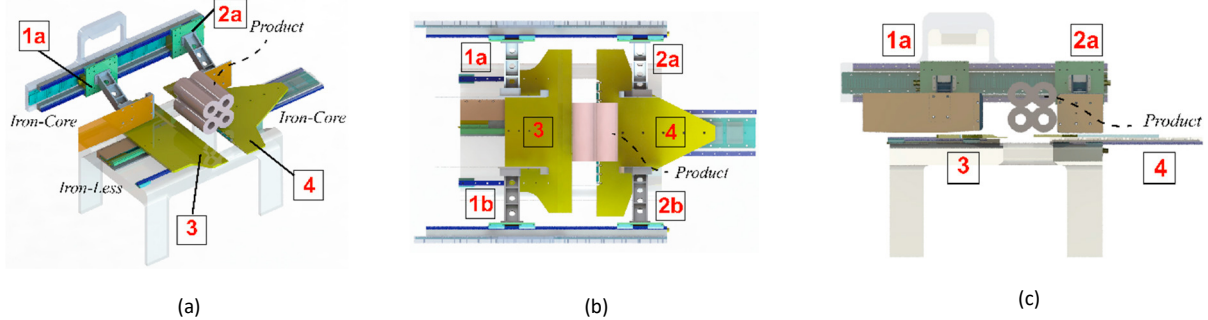 2a
Product
1a
Iron-Core
Iron-Core
Iron-Less
4
3
(a)
1a
2a
3
4
Product
1b
2b
(b)
1a
2a
Product
3
4
(c)